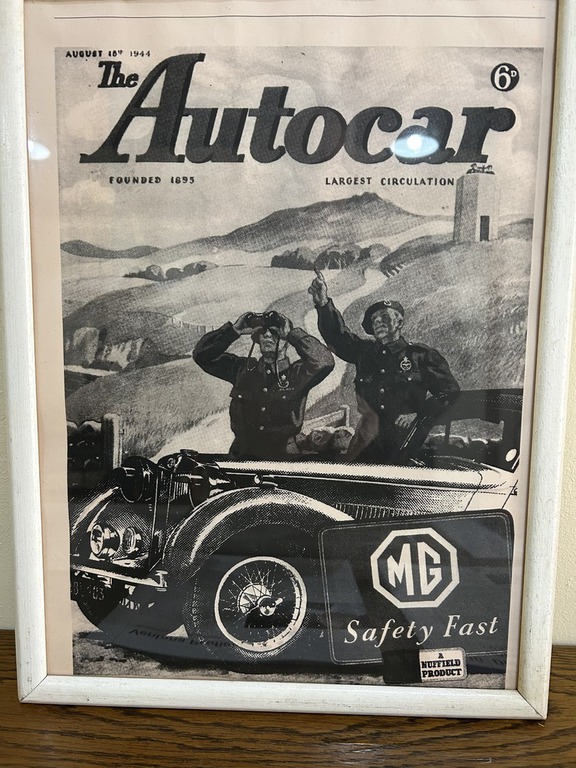 AUGUST 18TH 1944
6D
The
Autocar
FOUNDED 1895
LARGEST CIRCULATION
MG
Safety Fast
A
NUFFIELD
PRODUCT